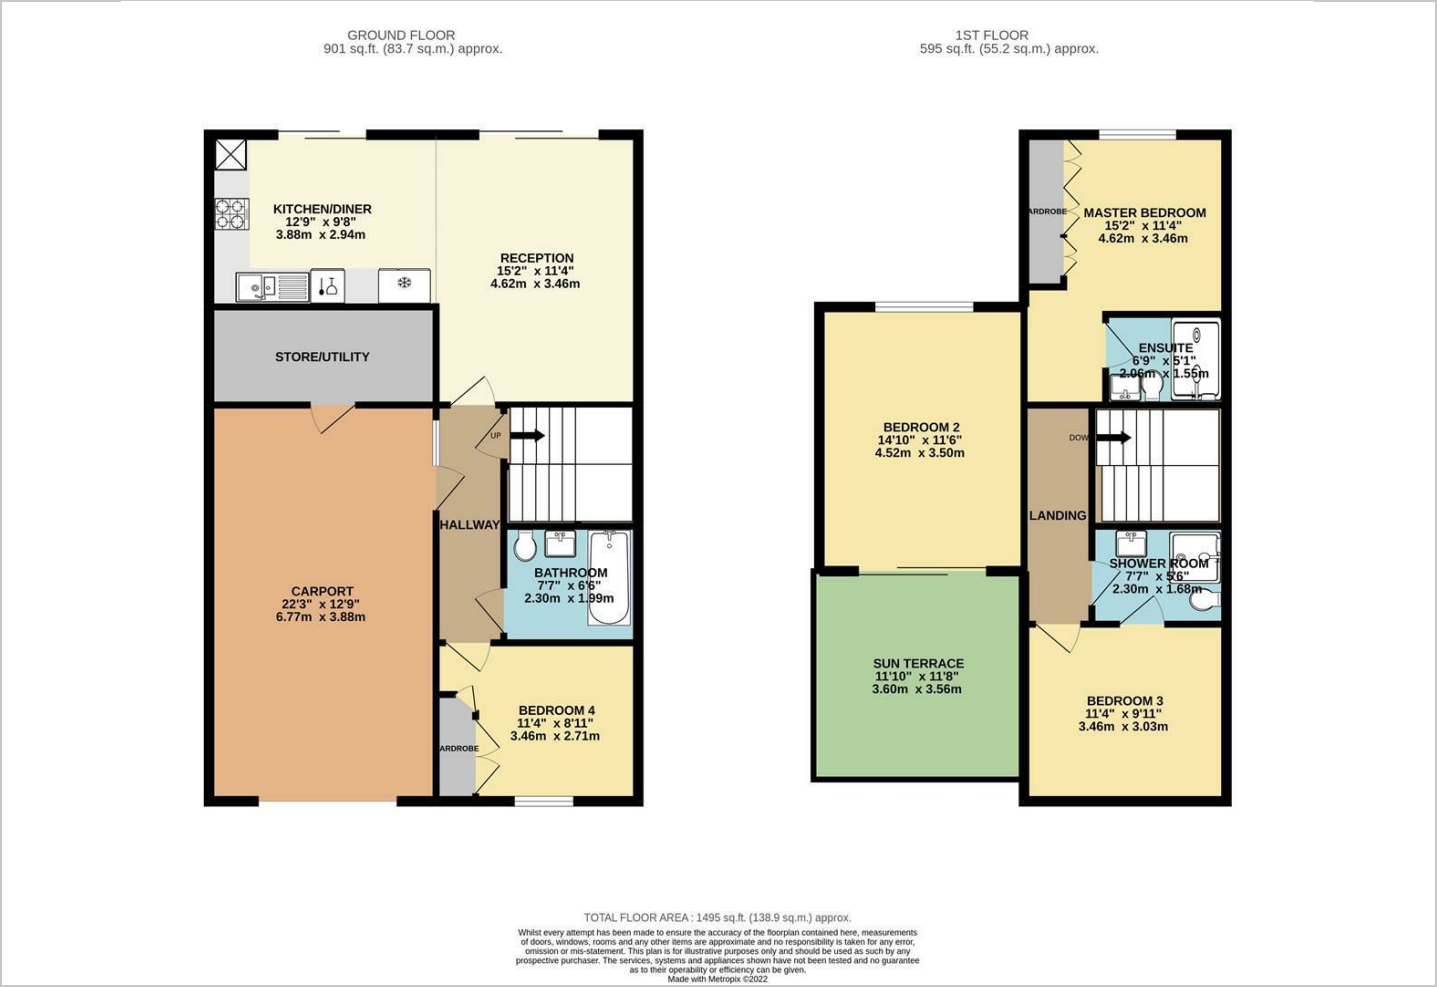 GROUND FLOOR
901 sq.ft. (83.7 sq.m.) approx.
1ST FLOOR
595 sq.ft. (55.2 sq.m.) approx.
KITCHEN/DINER
12'9" x 9'8"
3.88m x 2.94m
RECEPTION
15'2" x 11'4"
4.62m x 3.46m
STORE/UTILITY
UP
HALLWAY
CARPORT
22'3" x 12'9"
6.77m x 3.88m
BATHROOM
7'7" x 6'6"
2.30m x 1.99m
BEDROOM 4
11'4" x 8'11"
3.46m x 2.71m
ARDROBE
ARDROBE
MASTER BEDROOM
15'2" x 11'4"
4.62m x 3.46m
ENSUITE
6'9" x 5'1"
2.06m x 1.55m
BEDROOM 2
14'10" x 11'6"
4.52m x 3.50m
DOW
LANDING
SHOWER ROOM
7'7" x 5'6"
2.30m x 1.68m
SUN TERRACE
11'10" x 11'8"
3.60m x 3.56m
BEDROOM 3
11'4" x 9'11"
3.46m x 3.03m
TOTAL FLOOR AREA : 1495 sq.ft. (138.9 sq.m.) approx.
Whilst every attempt has been made to ensure the accuracy of the floorplan contained here, measurements
of doors, windows, rooms and any other items are approximate and no responsibility is taken for any error,
omission or mis-statement. This plan is for illustrative purposes only and should be used as such by any
prospective purchaser. The services, systems and appliances shown have not been tested and no guarantee
as to their operability or efficiency can be given.
Made with Metropix ©2022